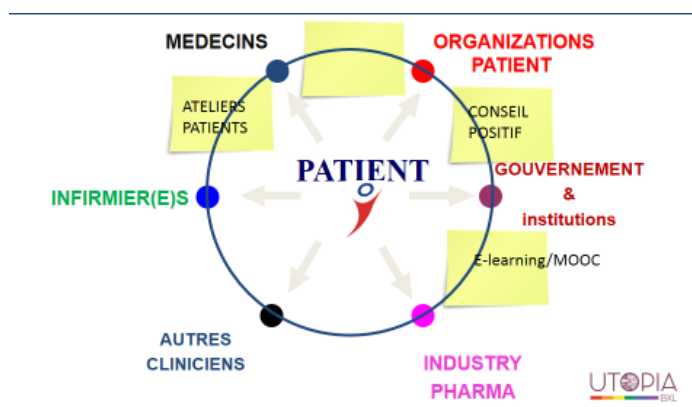 MEDECINS
ORGANIZATIONS
PATIENT
ATELIERS
PATIENTS
CONSEIL
POSITIF
PATIENT
INFIRMIER(E)S
GOUVERNEMENT
&
institutions
E-learning/MOOC
AUTRES
CLINICIENS
INDUSTRY
PHARMA
UTOPIA
BXL